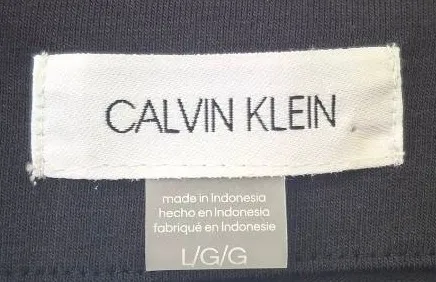 CALVIN KLEIN
made in Indonesia
hecho en Indonesia
fabriqué en Indonesie
L/G/G